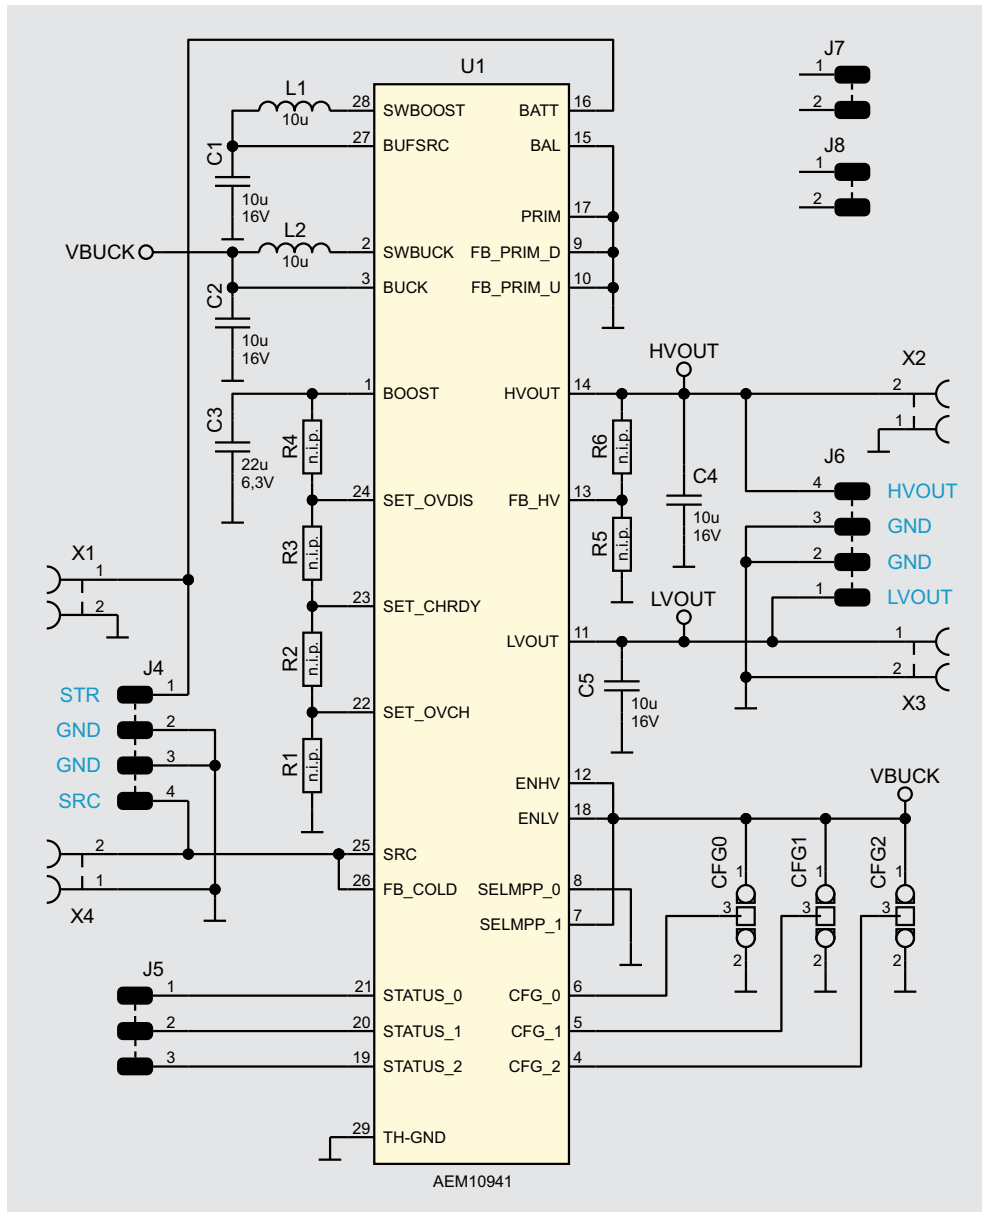 U1
AEM10941
L1
10u
28 SWBOOST
27 BUFSRC
C1
10u
16V
VBUCK
L2
10u
2 SWBUCK
3 BUCK
C2
10u
16V
1 BOOST
C3
22u
6,3V
R4
n.i.p.
24 SET_OVDIS
R3
n.i.p.
23 SET_CHRDY
R2
n.i.p.
22 SET_OVCH
R1
n.i.p.
X1
1
2
J4
STR 1
GND 2
GND 3
SRC 4
X4
2
1
25 SRC
26 FB_COLD
J5
1
2
3
21 STATUS_0
20 STATUS_1
19 STATUS_2
29 TH-GND
BATT 16
BAL 15
PRIM 17
FB_PRIM_D 9
FB_PRIM_U 10
HVOUT 14
FB_HV 13
LVOUT 11
ENHV 12
ENLV 18
SELMPP_0 8
SELMPP_1 7
CFG_0 6
CFG_1 5
CFG_2 4
J7
1
2
J8
1
2
HVOUT
R6
n.i.p.
R5
n.i.p.
C4
10u
16V
X2
2
1
J6
4 HVOUT
3 GND
2 GND
1 LVOUT
LVOUT
C5
10u
16V
1
2
X3
VBUCK
CFG0
1
3
2
CFG1
1
3
2
CFG2
1
3
2